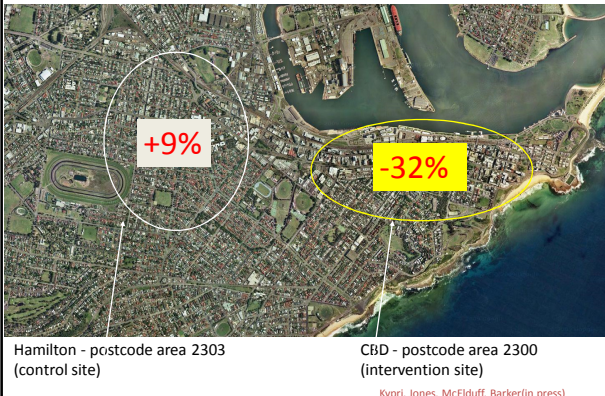 +9%
-32%
Hamilton - postcode area 2303
(control site)
CBD - postcode area 2300
(intervention site)
Kypri, Jones, McElduff, Barker(in press)